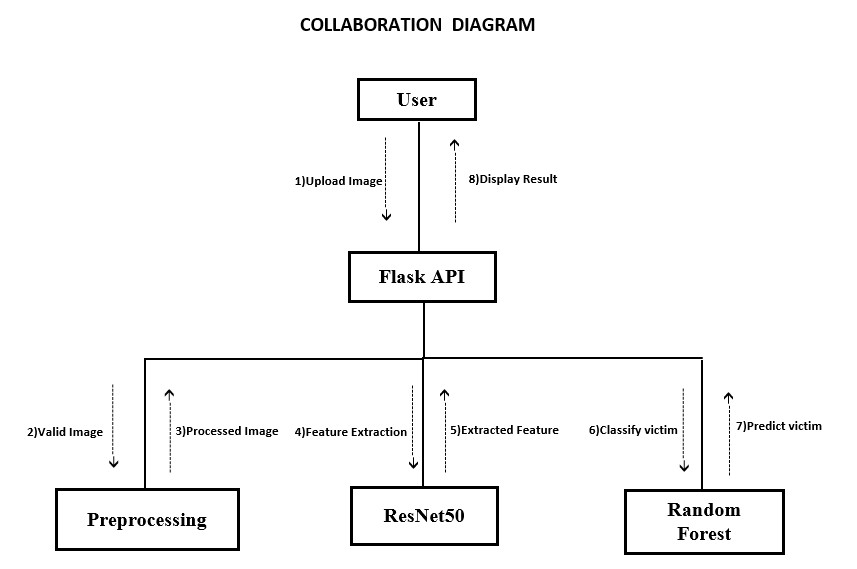 COLLABORATION DIAGRAM
User
1)Upload Image
8)Display Result
Flask API
2)Valid Image
3)Processed Image
4)Feature Extraction
5)Extracted Feature
6)Classify victim
7)Predict victim
Preprocessing
ResNet50
Random
Forest